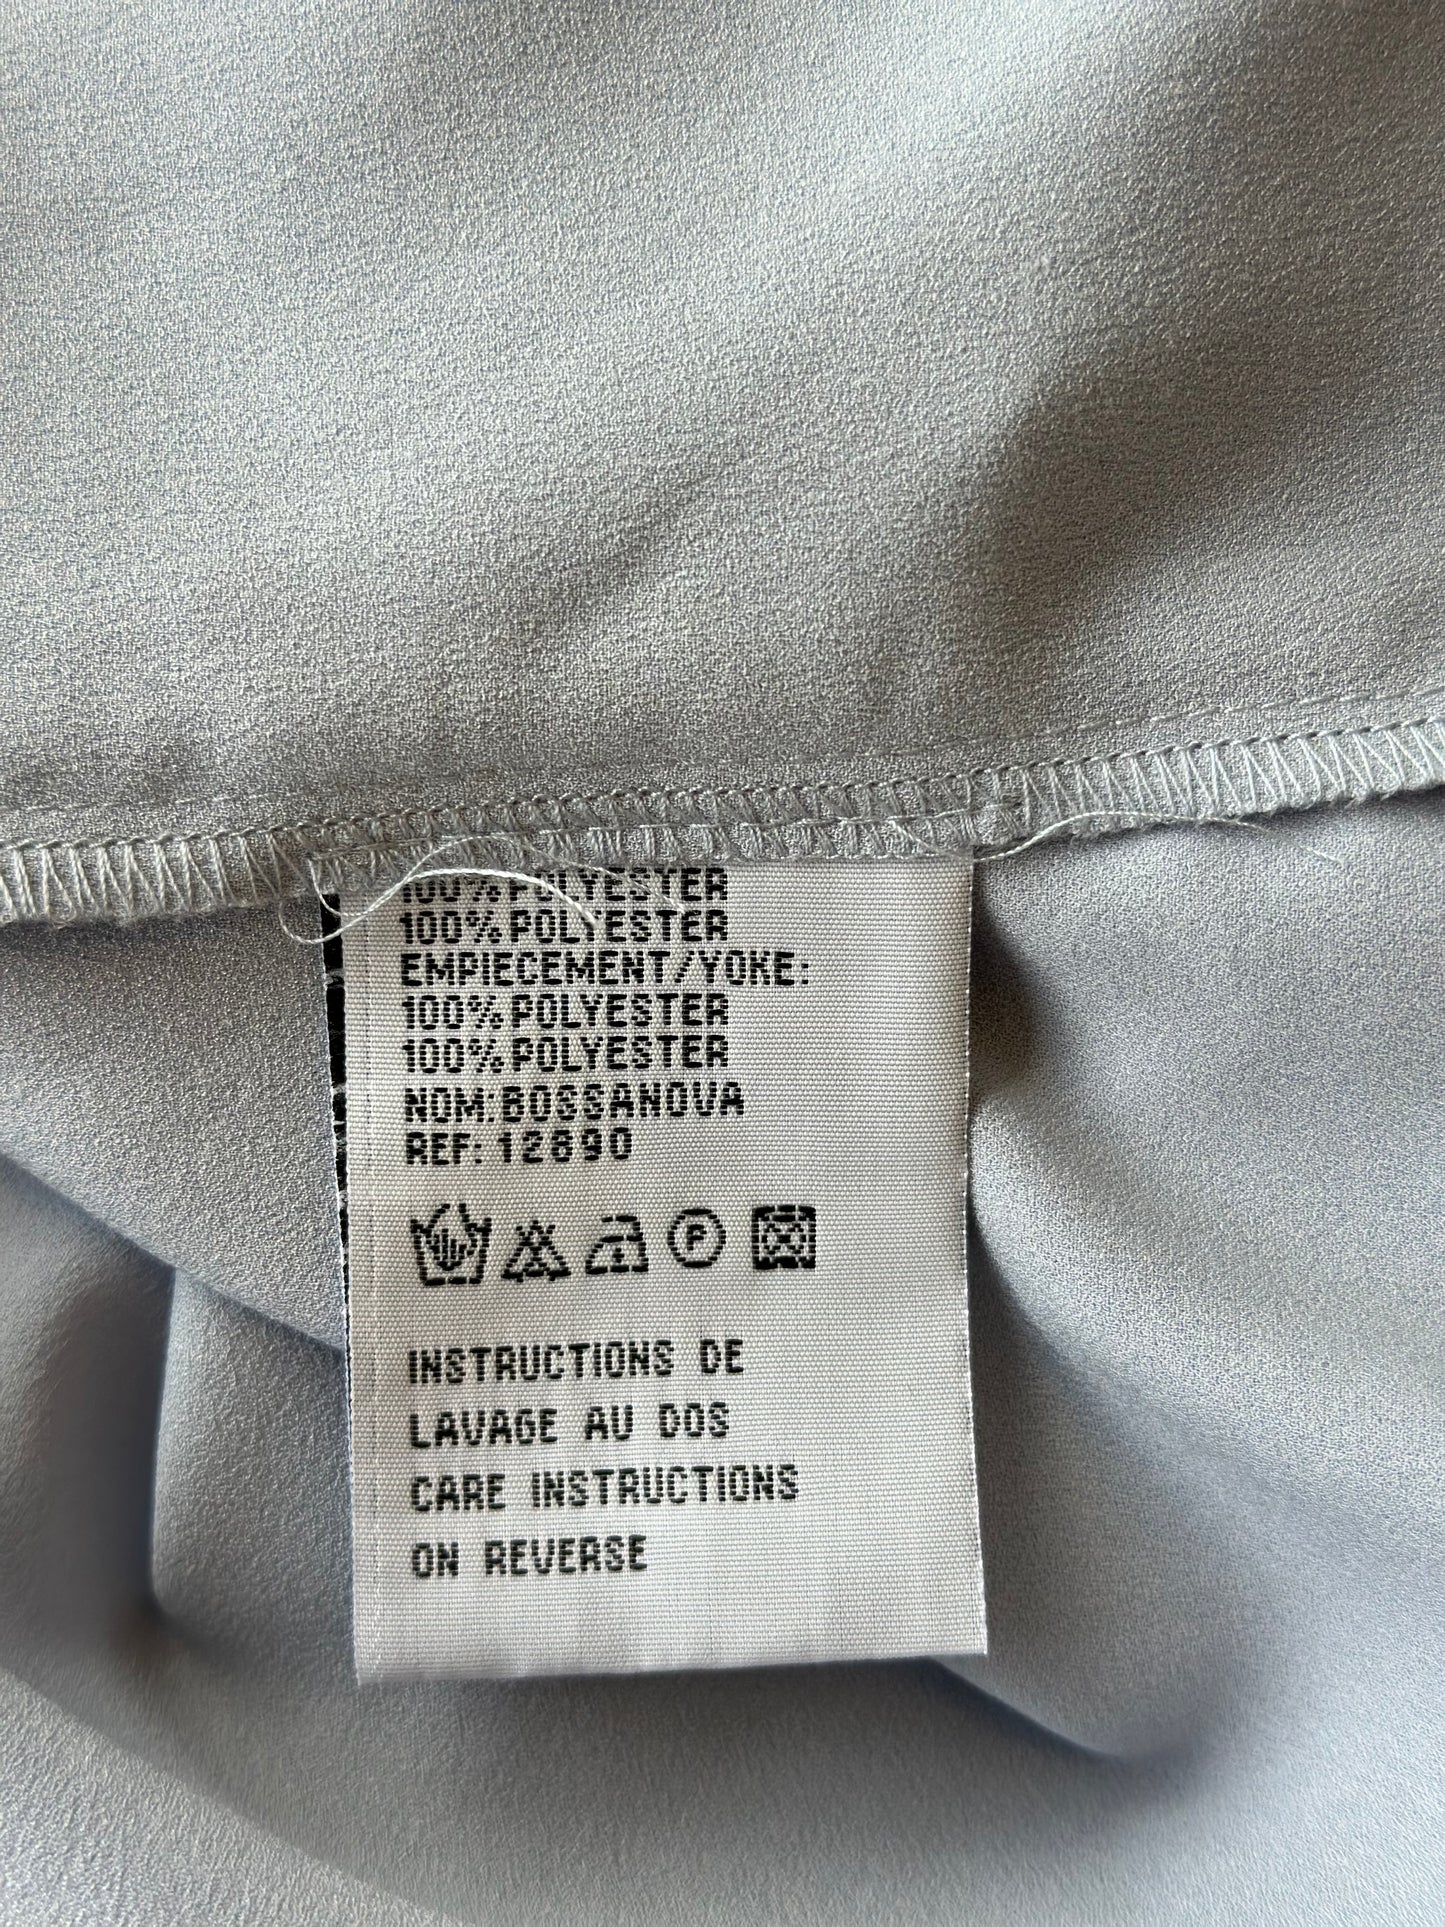 100% POLYESTER
100% POLYESTER
EMPIECEMENT/YOKE:
100% POLYESTER
100% POLYESTER
NOM: BOSSANOVA
REF: 12690
P
INSTRUCTIONS DE
LAVAGE AU DOS
CARE INSTRUCTIONS
ON REVERSE